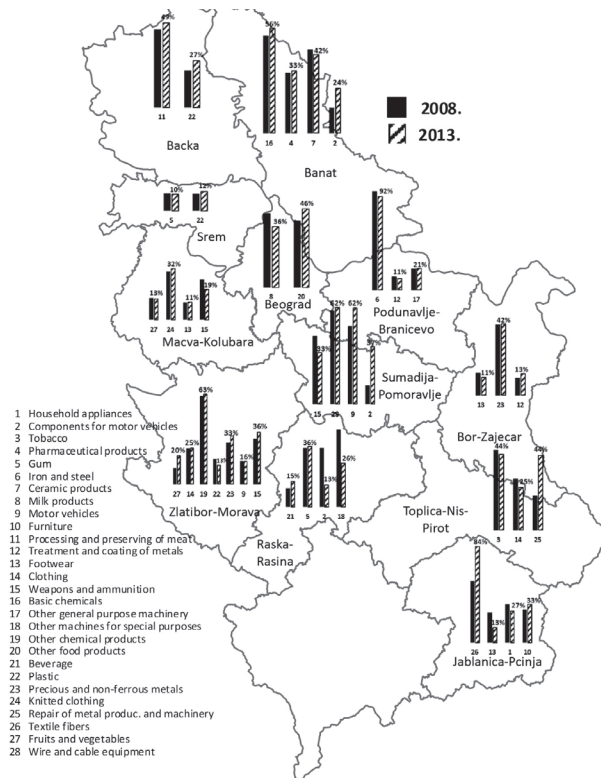 49%
27%
11 22
Backa
56%
33%
42%
24%
16 4 7 2
Banat
2008.
2013.
10% 12%
5 22
Srem
36%
46%
8 20
Beograd
92%
11%
21%
6 12 17
Podunavlje-
Branicevo
13%
32%
11%
19%
27 24 13 15
Macva-Kolubara
33%
62%
62%
15 9 2
Sumadija-
Pomoravlje
11%
42%
13%
13 23 12
Bor-Zajecar
20%
25%
63%
13%
33%
16%
36%
27 14 19 22 23 9 15
Zlatibor-Morava
15%
36%
13%
26%
21 5 2 18
Raska-
Rasina
44%
25%
44%
3 14 25
Toplica-Nis-
Pirot
84%
13%
27%
33%
26 13 1 10
Jablanica-Pcinja
1 Household appliances
2 Components for motor vehicles
3 Tobacco
4 Pharmaceutical products
5 Gum
6 Iron and steel
7 Ceramic products
8 Milk products
9 Motor vehicles
10 Furniture
11 Processing and preserving of meat
12 Treatment and coating of metals
13 Footwear
14 Clothing
15 Weapons and ammunition
16 Basic chemicals
17 Other general purpose machinery
18 Other machines for special purposes
19 Other chemical products
20 Other food products
21 Beverage
22 Plastic
23 Precious and non-ferrous metals
24 Knitted clothing
25 Repair of metal produc. and machinery
26 Textile fibers
27 Fruits and vegetables
28 Wire and cable equipment